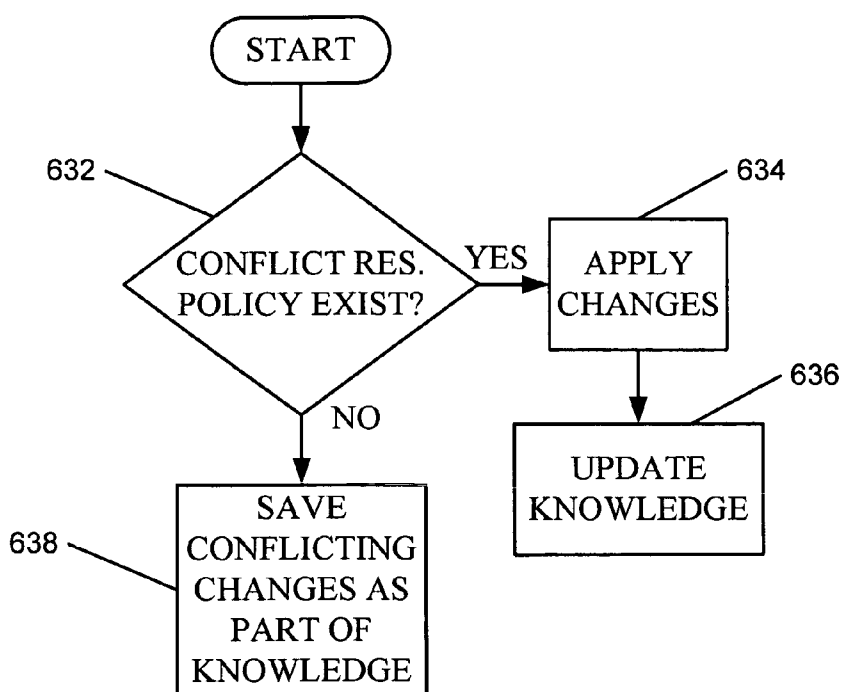 START
632
CONFLICT RES.
POLICY EXIST?
YES
634
APPLY
CHANGES
636
UPDATE
KNOWLEDGE
NO
638
SAVE
CONFLICTING
CHANGES AS
PART OF
KNOWLEDGE